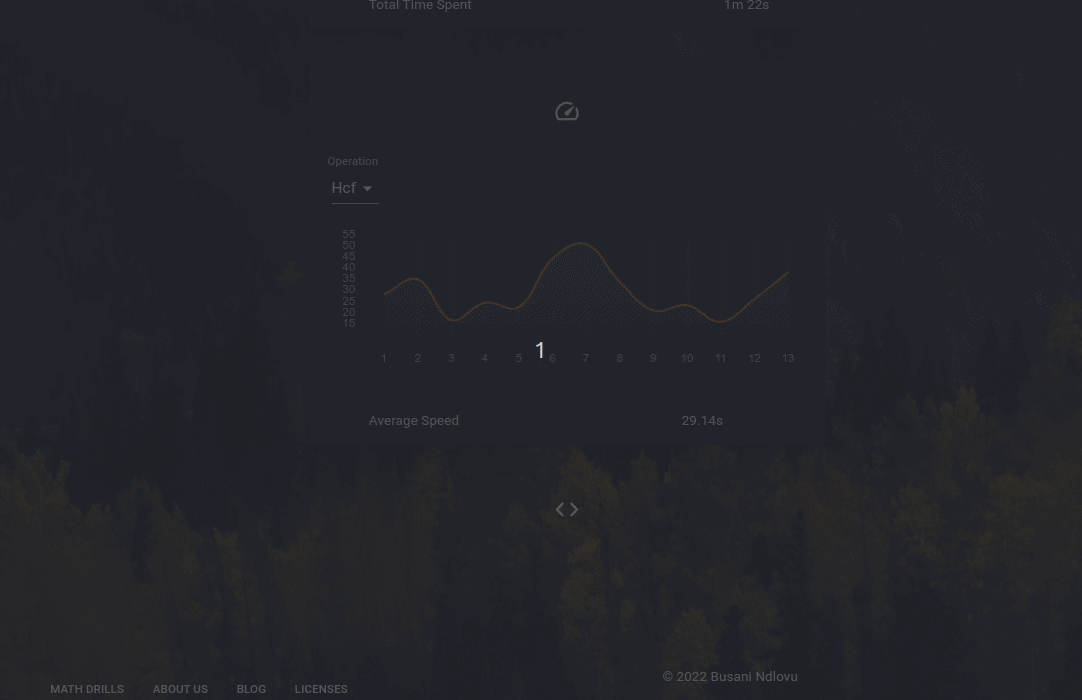 Total Time Spent 1m 22s
Operation
Hcf
55
50
45
40
35
30
25
20
15
1
1 2 3 4 5 6 7 8 9 10 11 12 13
Average Speed 29.14s
© 2022 Busani Ndlovu
MATH DRILLS ABOUT US BLOG LICENSES